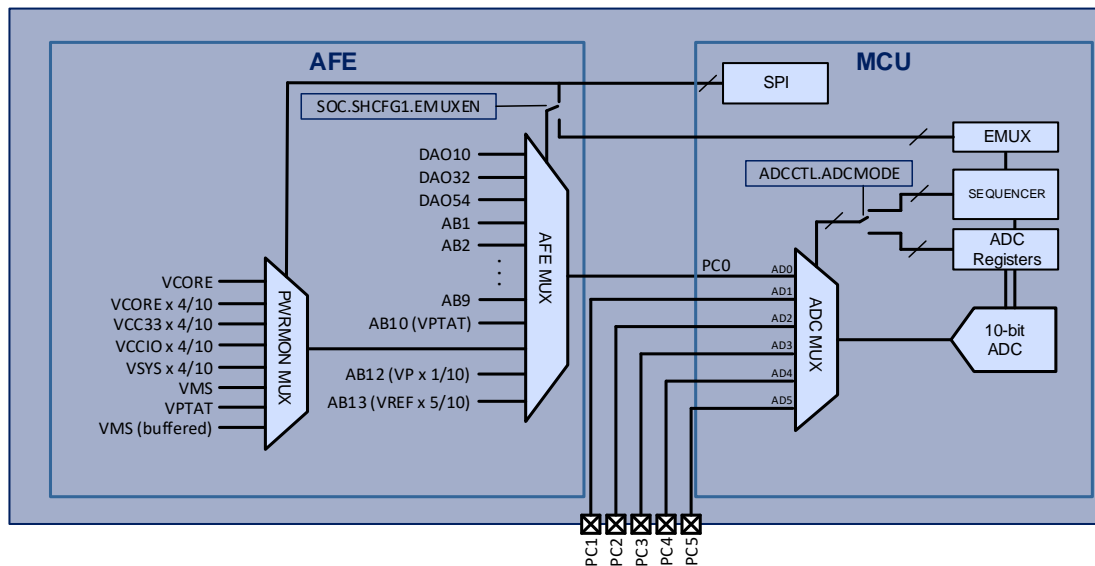 AFE
MCU
SPI
SOC.SHCFG1.EMUXEN
EMUX
DAO10
DAO32
DAO54
AB1
AB2
AB9
AB10 (VPTAT)
AB12 (VP x 1/10)
AB13 (VREF x 5/10)
AFE MUX
ADCCTL.ADCMODE
SEQUENCER
ADC
Registers
10-bit
ADC
VCORE
VCORE x 4/10
VCC33 x 4/10
VCCIO x 4/10
VSYS x 4/10
VMS
VPTAT
VMS (buffered)
PWRMON MUX
PC0
AD0
AD1
AD2
AD3
AD4
AD5
ADC MUX
PC1
PC2
PC3
PC4
PC5